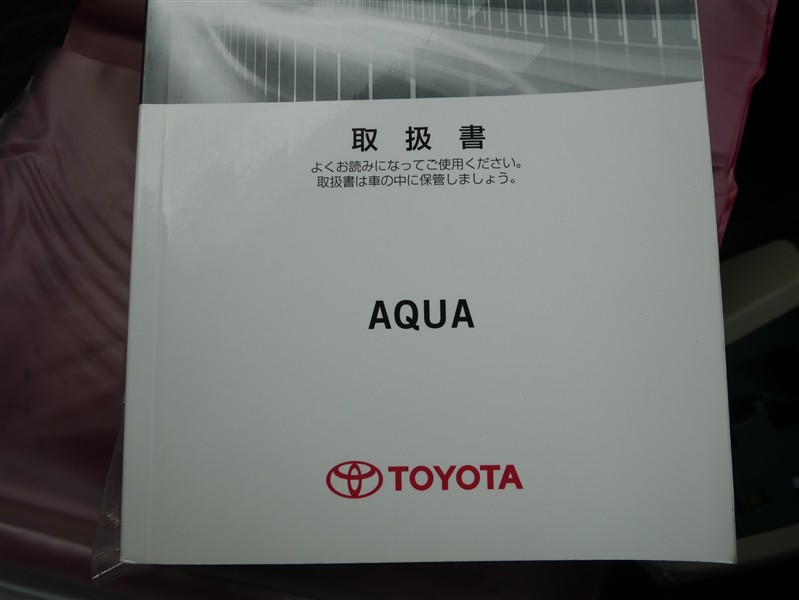 取扱書
よくお読みになってご使用ください。
取扱書は車の中に保管しましょう。
AQUA
TOYOTA